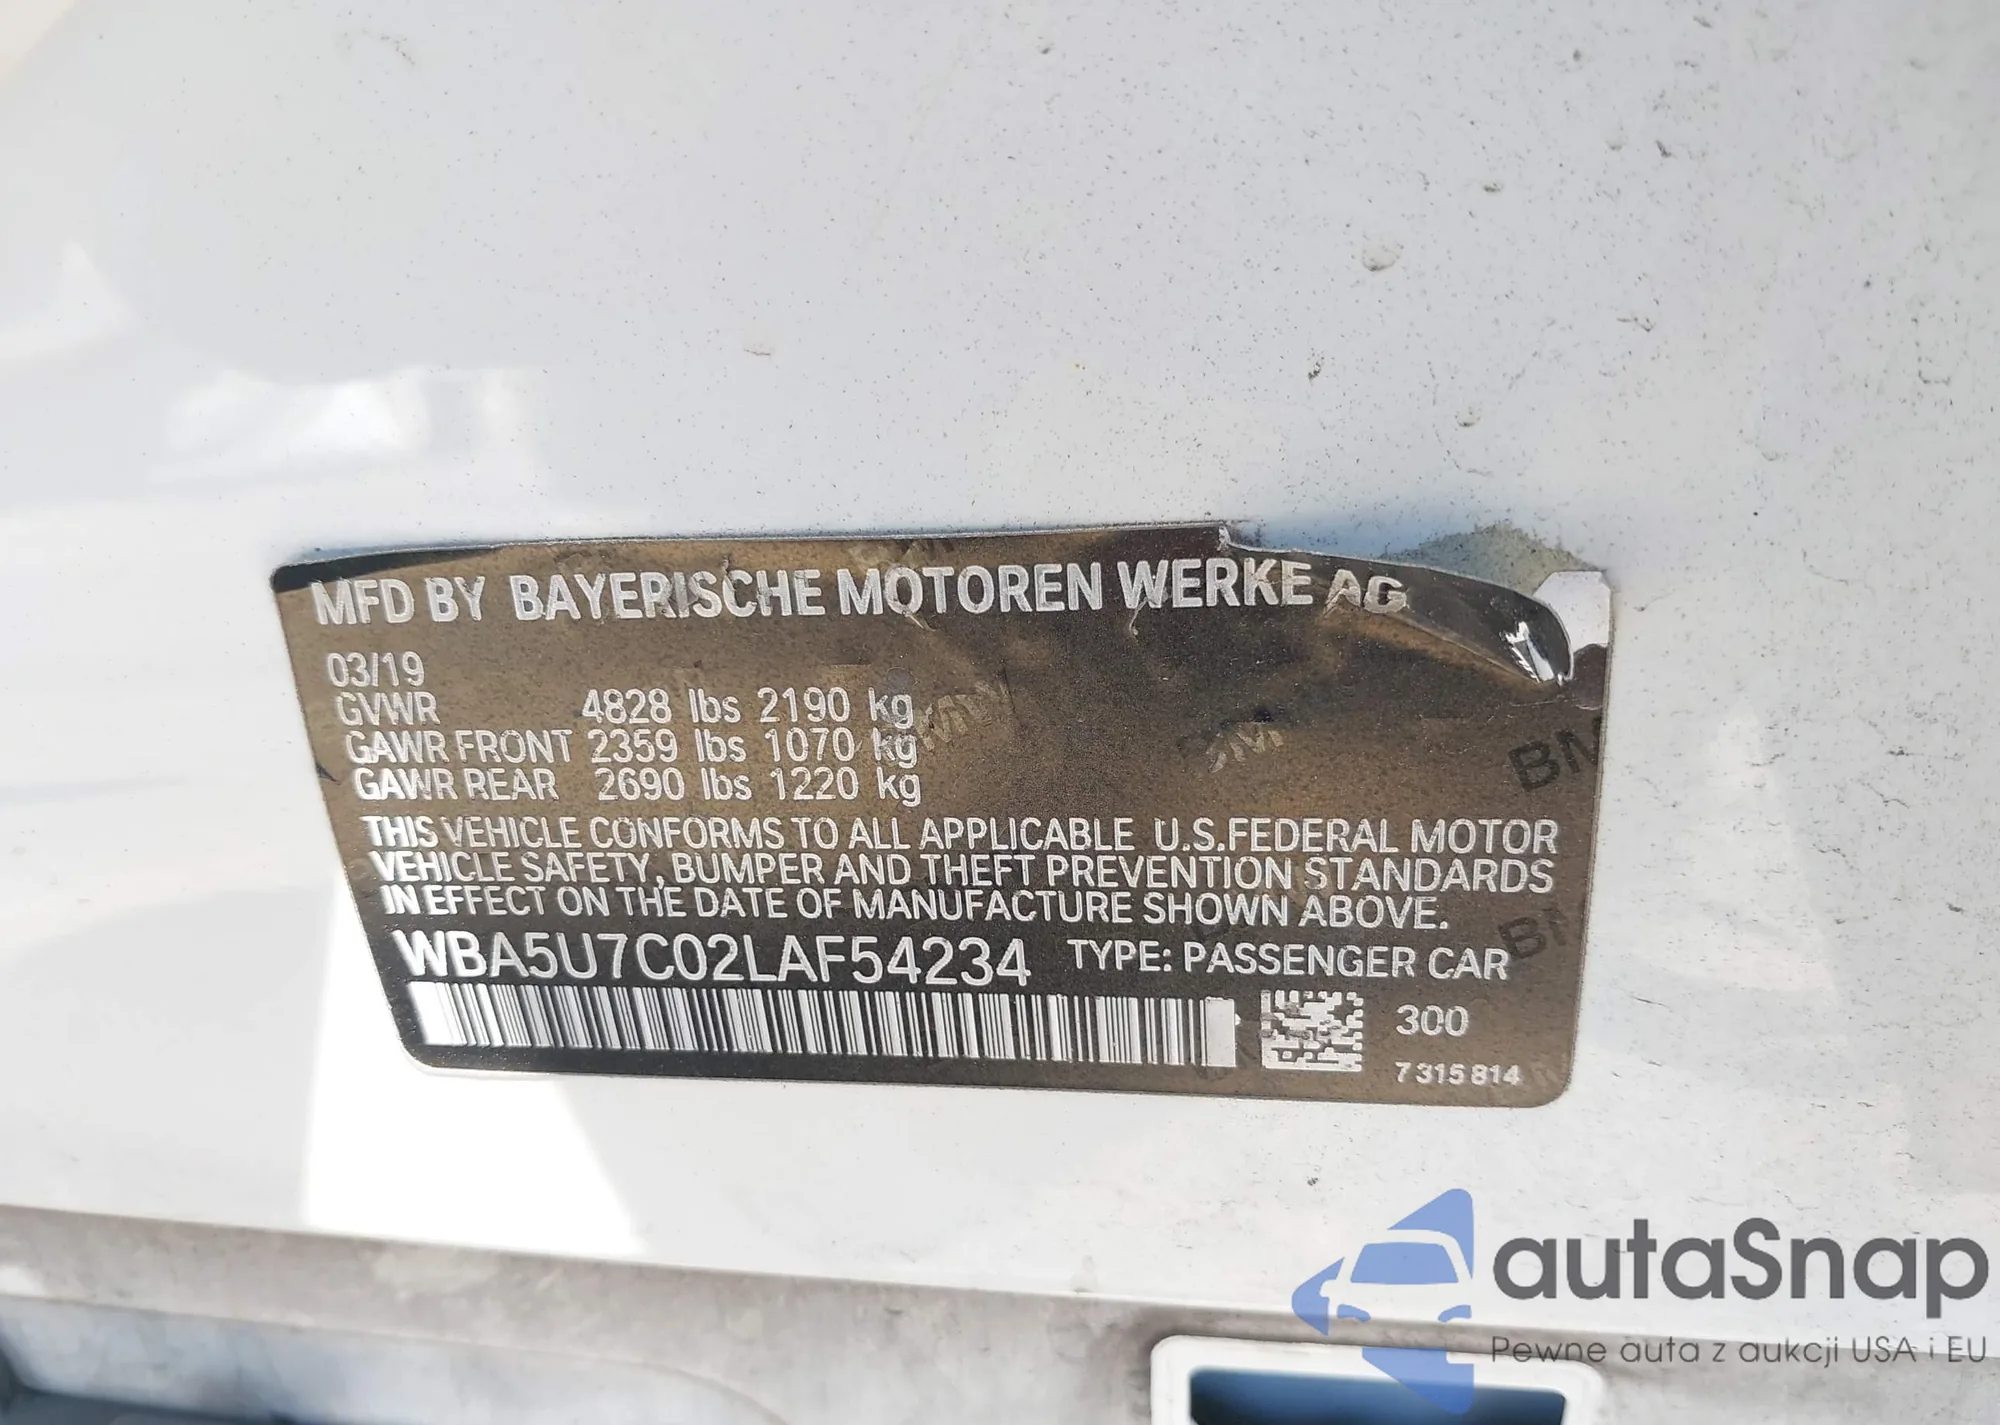 MFD BY BAYERISCHE MOTOREN WERKE AG
03/19
GVWR 4828 lbs 2190 kg
GAWR FRONT 2359 lbs 1070 kg
GAWR REAR 2690 lbs 1220 kg
THIS VEHICLE CONFORMS TO ALL APPLICABLE U.S.FEDERAL MOTOR
VEHICLE SAFETY, BUMPER AND THEFT PREVENTION STANDARDS
IN EFFECT ON THE DATE OF MANUFACTURE SHOWN ABOVE.
WBA5U7C02LAF54234 TYPE: PASSENGER CAR
300
7315814
autaSnap
Pewne auta z aukcji USA i EU